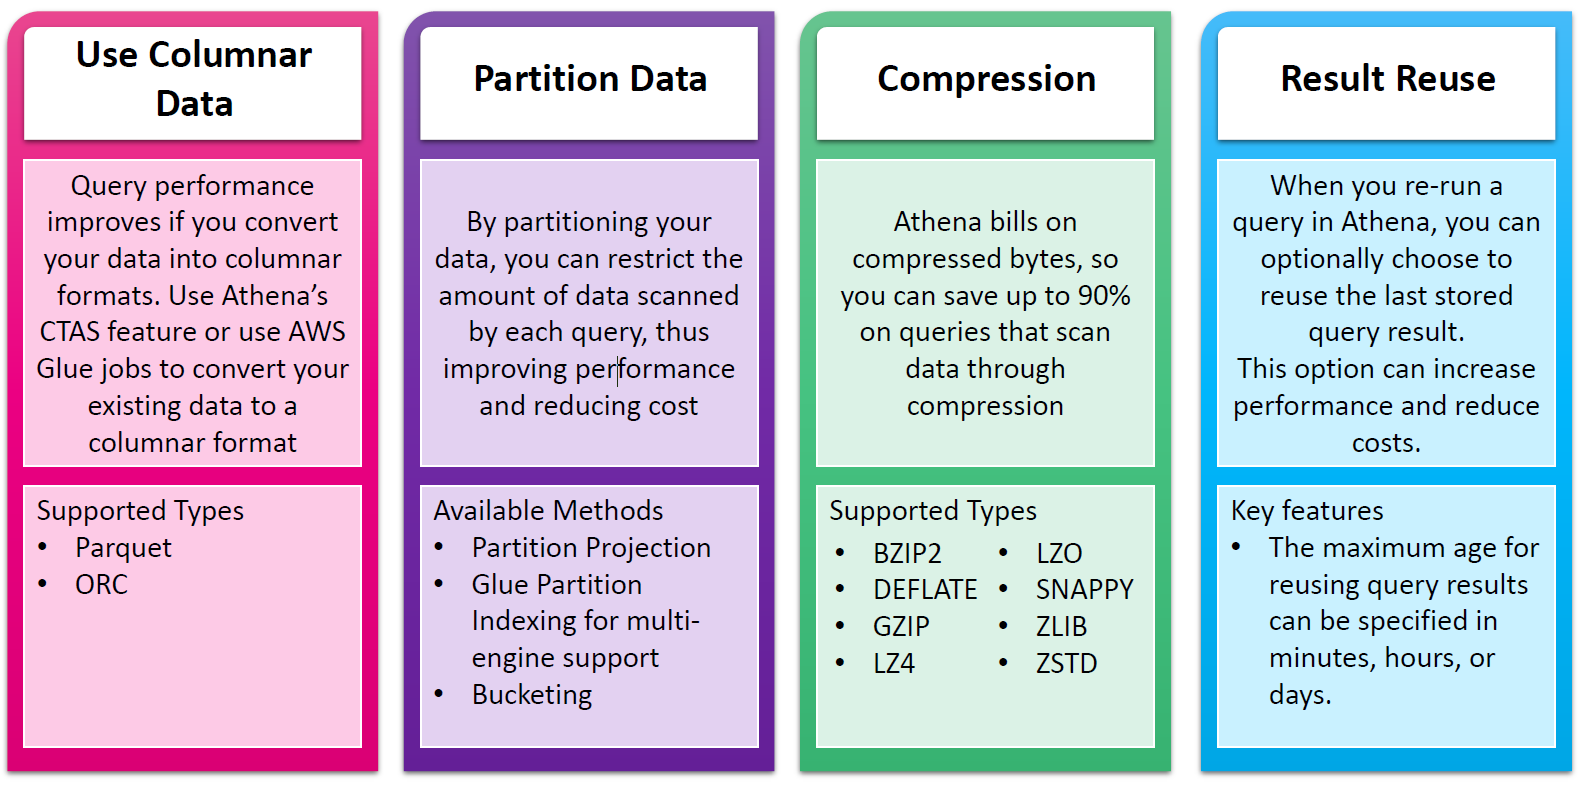 Use Columnar
Data
Query performance
improves if you convert
your data into columnar
formats. Use Athena’s
CTAS feature or use AWS
Glue jobs to convert your
existing data to a
columnar format
Supported Types
• Parquet
• ORC
Partition Data
By partitioning your
data, you can restrict the
amount of data scanned
by each query, thus
improving performance
and reducing cost
Available Methods
• Partition Projection
• Glue Partition
Indexing for multi-
engine support
• Bucketing
Compression
Athena bills on
compressed bytes, so
you can save up to 90%
on queries that scan
data through
compression
Supported Types
• BZIP2
• DEFLATE
• GZIP
• LZ4
• LZO
• SNAPPY
• ZLIB
• ZSTD
Result Reuse
When you re-run a
query in Athena, you can
optionally choose to
reuse the last stored
query result.
This option can increase
performance and reduce
costs.
Key features
• The maximum age for
reusing query results
can be specified in
minutes, hours, or
days.